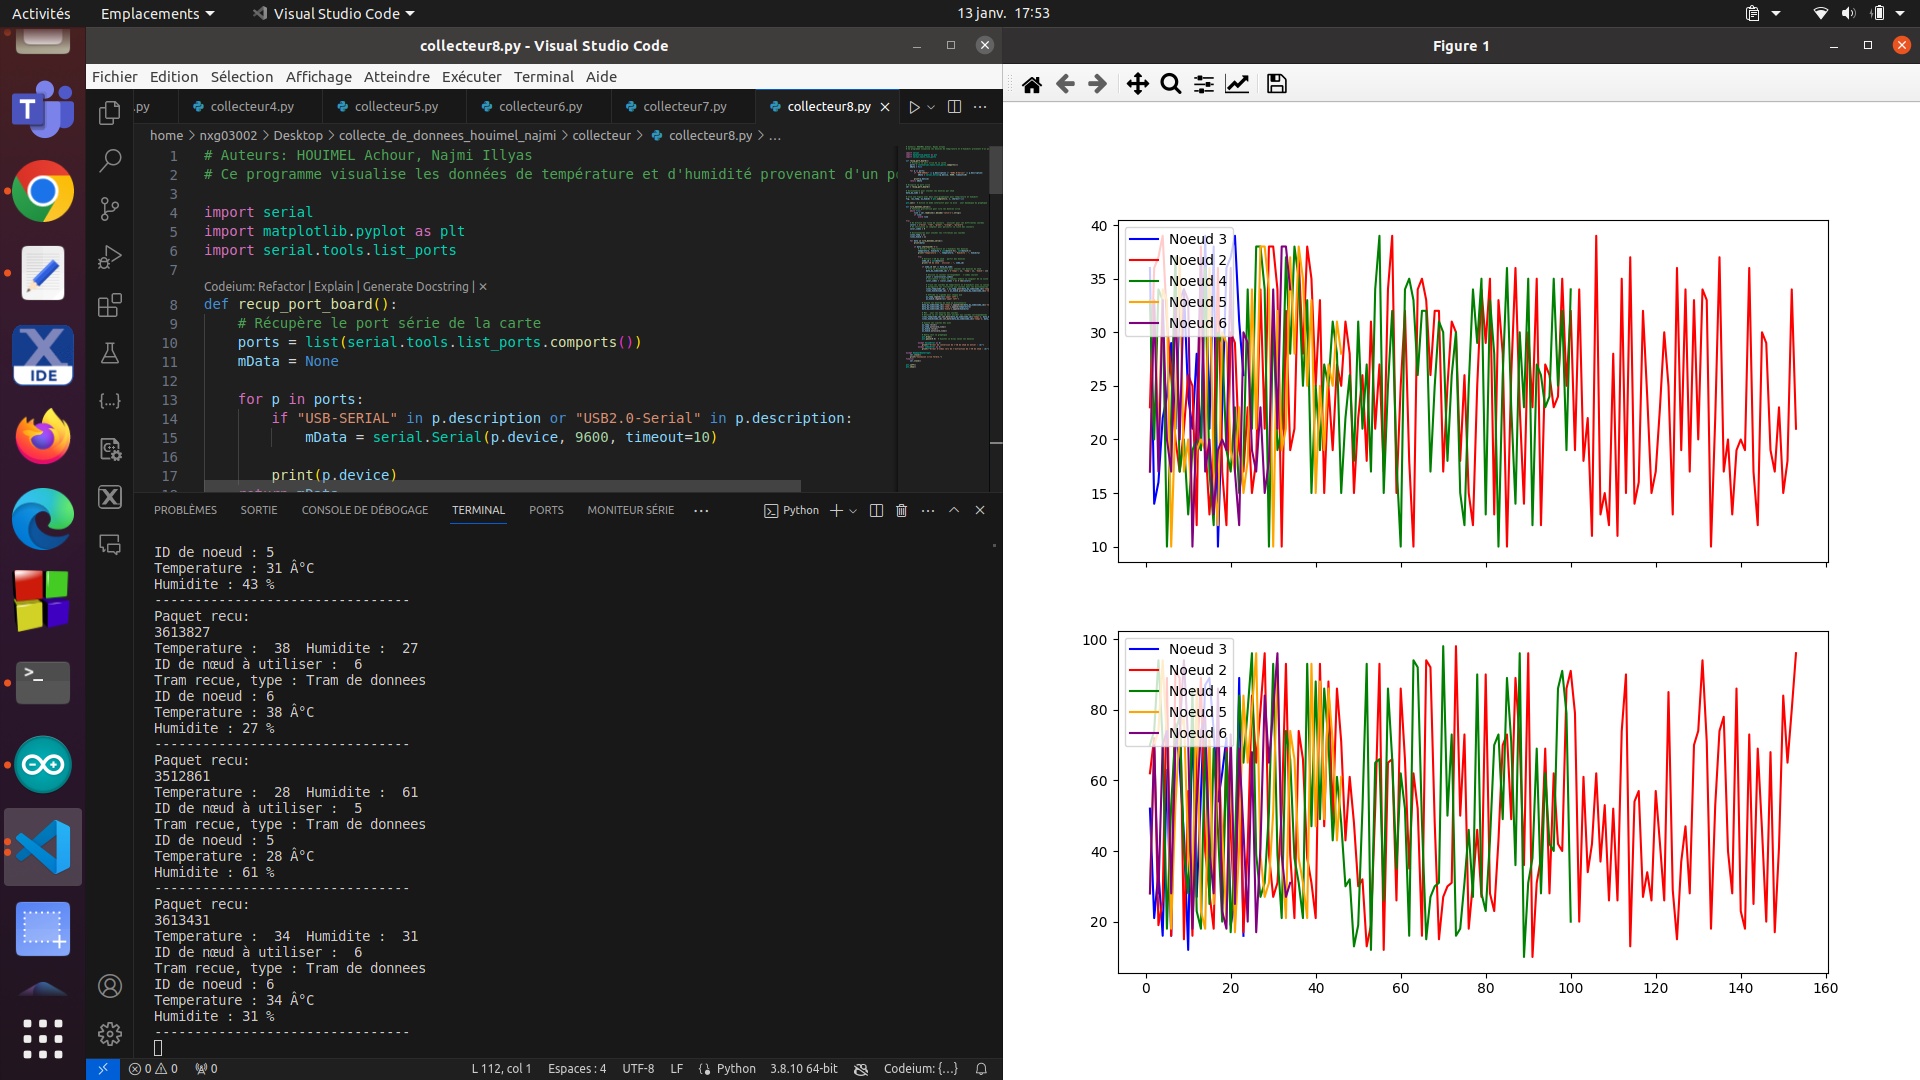 Activités
Emplacements
Visual Studio Code
13 janv. 17:53
collecteur8.py - Visual Studio Code
Fichier Edition Sélection Affichage Atteindre Exécuter Terminal Aide
.py
collecteur4.py
collecteur5.py
collecteur6.py
collecteur7.py
collecteur8.py
home > nxg03002 > Desktop > collecte_de_donnees_houimel_najmi > collecteur > collecteur8.py > ...
1 # Auteurs: HOUIMEL Achour, Najmi Illyas
2 # Ce programme visualise les données de température et d'humidité provenant d'un po
3
4 import serial
5 import matplotlib.pyplot as plt
6 import serial.tools.list_ports
7
Codeium: Refactor | Explain | Generate Docstring | ✕
8 def recup_port_board():
9 # Récupère le port série de la carte
10 ports = list(serial.tools.list_ports.comports())
11 mData = None
12
13 for p in ports:
14 if "USB-SERIAL" in p.description or "USB2.0-Serial" in p.description:
15 mData = serial.Serial(p.device, 9600, timeout=10)
16
17 print(p.device)
PROBLÈMES SORTIE CONSOLE DE DÉBOGAGE TERMINAL PORTS MONITEUR SÉRIE ...
Python
ID de noeud : 5
Temperature : 31 Â°C
Humidite : 43 %
--------------------------------
Paquet recu:
3613827
Temperature :  38  Humidite :  27
ID de nœud à utiliser :  6
Tram recue, type : Tram de donnees
ID de noeud : 6
Temperature : 38 Â°C
Humidite : 27 %
--------------------------------
Paquet recu:
3512861
Temperature :  28  Humidite :  61
ID de nœud à utiliser :  5
Tram recue, type : Tram de donnees
ID de noeud : 5
Temperature : 28 Â°C
Humidite : 61 %
--------------------------------
Paquet recu:
3613431
Temperature :  34  Humidite :  31
ID de nœud à utiliser :  6
Tram recue, type : Tram de donnees
ID de noeud : 6
Temperature : 34 Â°C
Humidite : 31 %
--------------------------------
0 0 0
L 112, col 1
Espaces : 4
UTF-8
LF
Python
3.8.10 64-bit
Codeium: {...}
IDE
Figure 1
Noeud 3
Noeud 2
Noeud 4
Noeud 5
Noeud 6
40
35
30
25
20
15
10
Noeud 3
Noeud 2
Noeud 4
Noeud 5
Noeud 6
100
80
60
40
20
0 20 40 60 80 100 120 140 160